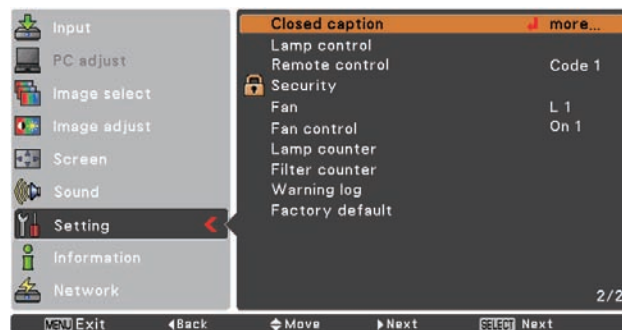 Input
PC adjust
Image select
Image adjust
Screen
Sound
Setting
Information
Network
Closed caption more...
Lamp control
Remote control Code 1
Security
Fan L 1
Fan control On 1
Lamp counter
Filter counter
Warning log
Factory default
2/2
MENU Exit Back Move Next SELECT Next